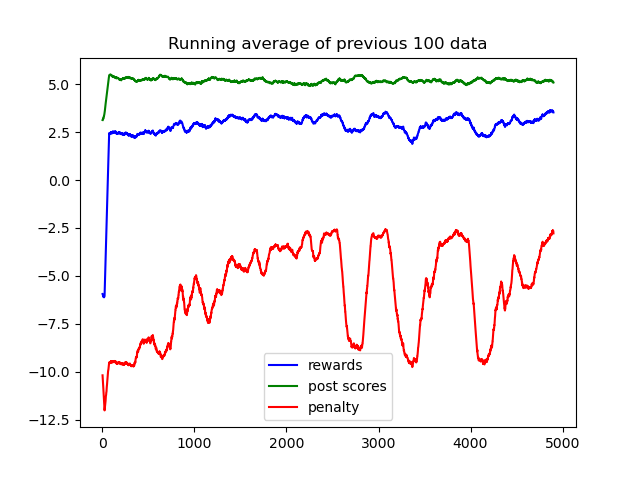 Running average of previous 100 data
5.0
2.5
0.0
−2.5
−5.0
−7.5
−10.0
−12.5
rewards
post scores
penalty
0 1000 2000 3000 4000 5000